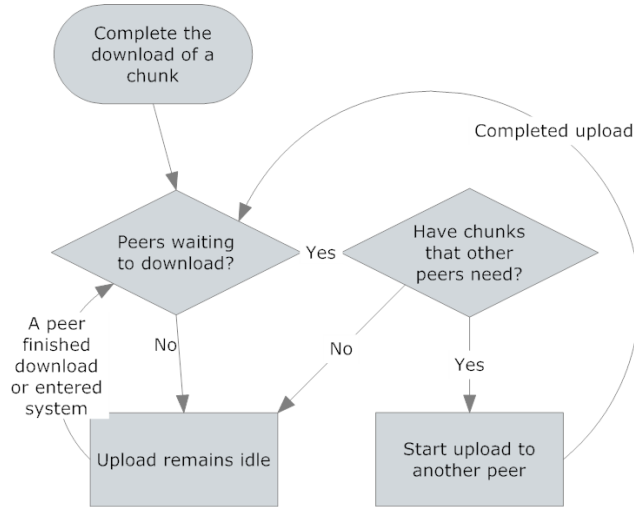 Complete the
download of a
chunk
Completed upload
Peers waiting
to download?
Yes
Have chunks
that other
peers need?
A peer
finished
download
or entered
system
No
No
Yes
Upload remains idle
Start upload to
another peer